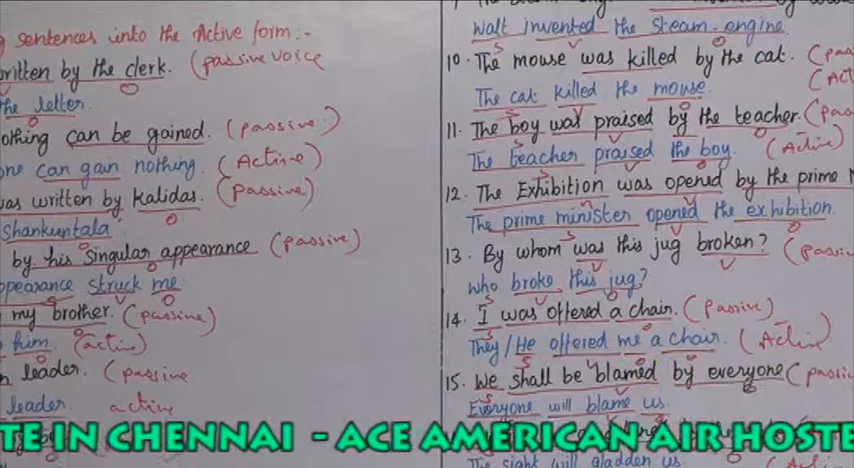 sentences into the Active form :-
written by the clerk. (passive voice
the letter.
nothing can be gained. (passive.)
one can gain nothing. (Active)
was written by Kalidas. (passive)
Shankuntala
by his singular appearance (passive)
appearance struck me
my brother. (passive)
him. (active)
leader. (passive
leader. active
walt invented the steam-engine
10. The mouse was killed by the cat. (pas
The cat killed the mouse. (Act
11. The boy was praised by the teacher. (pas
The teacher praised the boy. (Active)
12. The Exhibition was opened by the prime
The prime minister opened the exhibition.
13. By whom was this jug broken? (passiv
who broke this jug?
14. I was offered a chair. (passive)
They/He offered me a chair. (Active)
15. We shall be blamed by everyone (passiv
Everyone will blame us.
TE IN CHENNAI - ACE AMERICAN AIR HOSTE
The sight will gladden us.